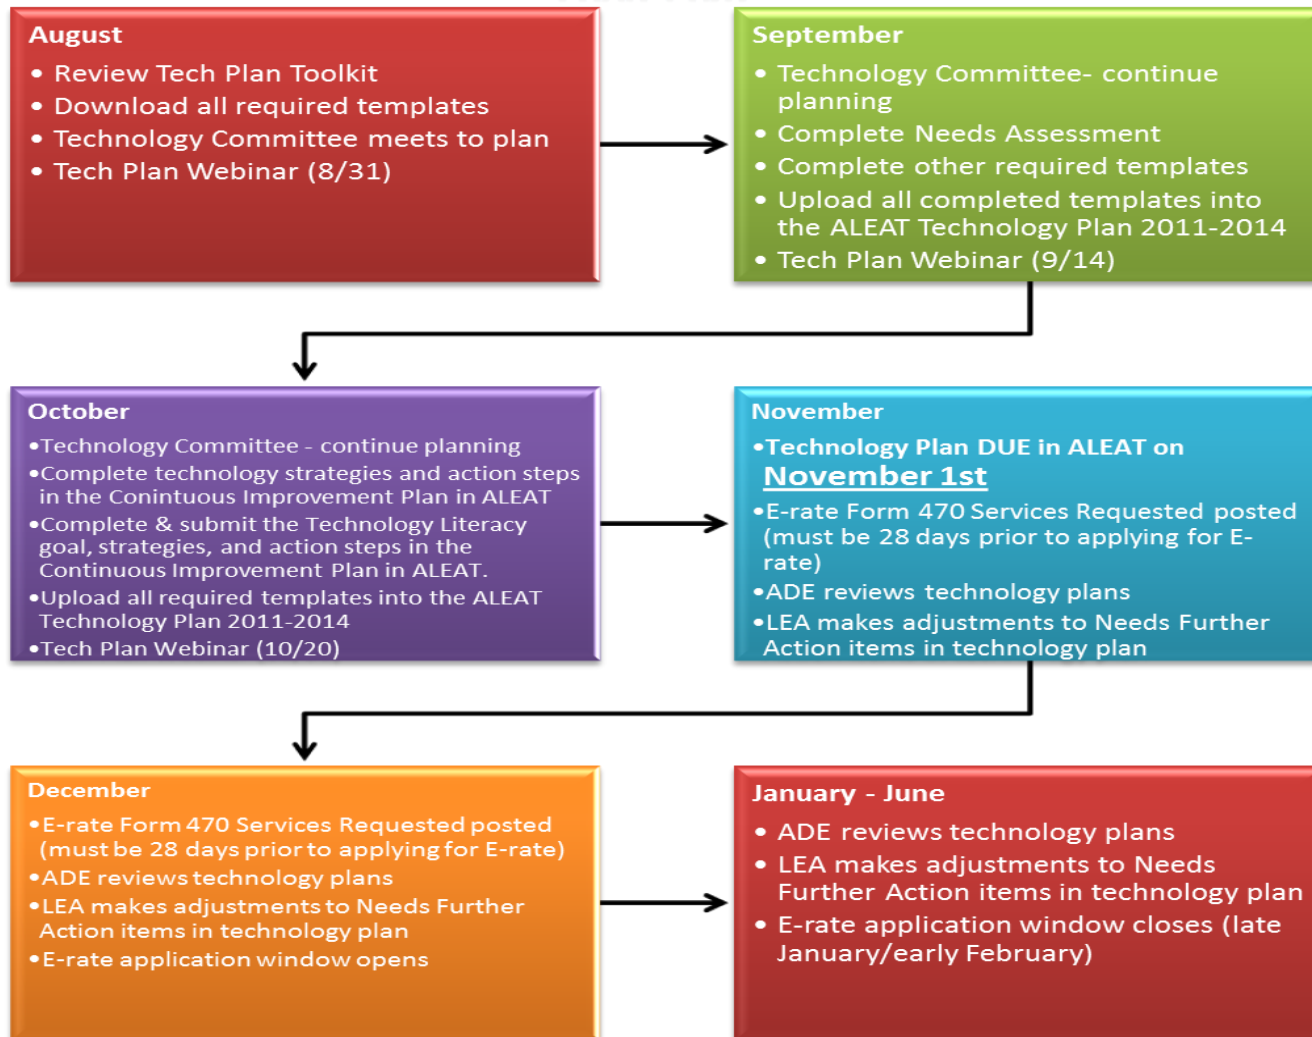 August
• Review Tech Plan Toolkit
• Download all required templates
• Technology Committee meets to plan
• Tech Plan Webinar (8/31)
September
• Technology Committee- continue
planning
• Complete Needs Assessment
• Complete other required templates
• Upload all completed templates into
the ALEAT Technology Plan 2011-2014
• Tech Plan Webinar (9/14)
October
•Technology Committee - continue planning
•Complete technology strategies and action steps
in the Conintuous Improvement Plan in ALEAT
•Complete & submit the Technology Literacy
goal, strategies, and action steps in the
Continuous Improvement Plan in ALEAT.
•Upload all required templates into the ALEAT
Technology Plan 2011-2014
•Tech Plan Webinar (10/20)
November
•Technology Plan DUE in ALEAT on
November 1st
•E-rate Form 470 Services Requested posted
(must be 28 days prior to applying for E-
rate)
•ADE reviews technology plans
•LEA makes adjustments to Needs Further
Action items in technology plan
December
•E-rate Form 470 Services Requested posted
(must be 28 days prior to applying for E-rate)
•ADE reviews technology plans
•LEA makes adjustments to Needs Further
Action items in technology plan
•E-rate application window opens
January - June
• ADE reviews technology plans
• LEA makes adjustments to Needs
Further Action items in technology plan
• E-rate application window closes (late
January/early February)